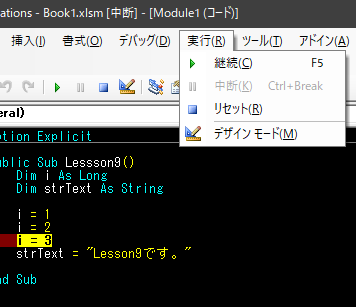 ations - Book1.xlsm [中断] - [Module1 (コード)]
挿入(I) 書式(O) デバッグ(D) 実行(R) ツール(T) アドイン(A)
継続(C) F5
中断(K) Ctrl+Break
リセット(R)
デザイン モード(M)
eral)
ption Explicit
ublic Sub Lessson9()
Dim i As Long
Dim strText As String
i = 1
i = 2
i = 3
strText = "Lesson9です。"
nd Sub